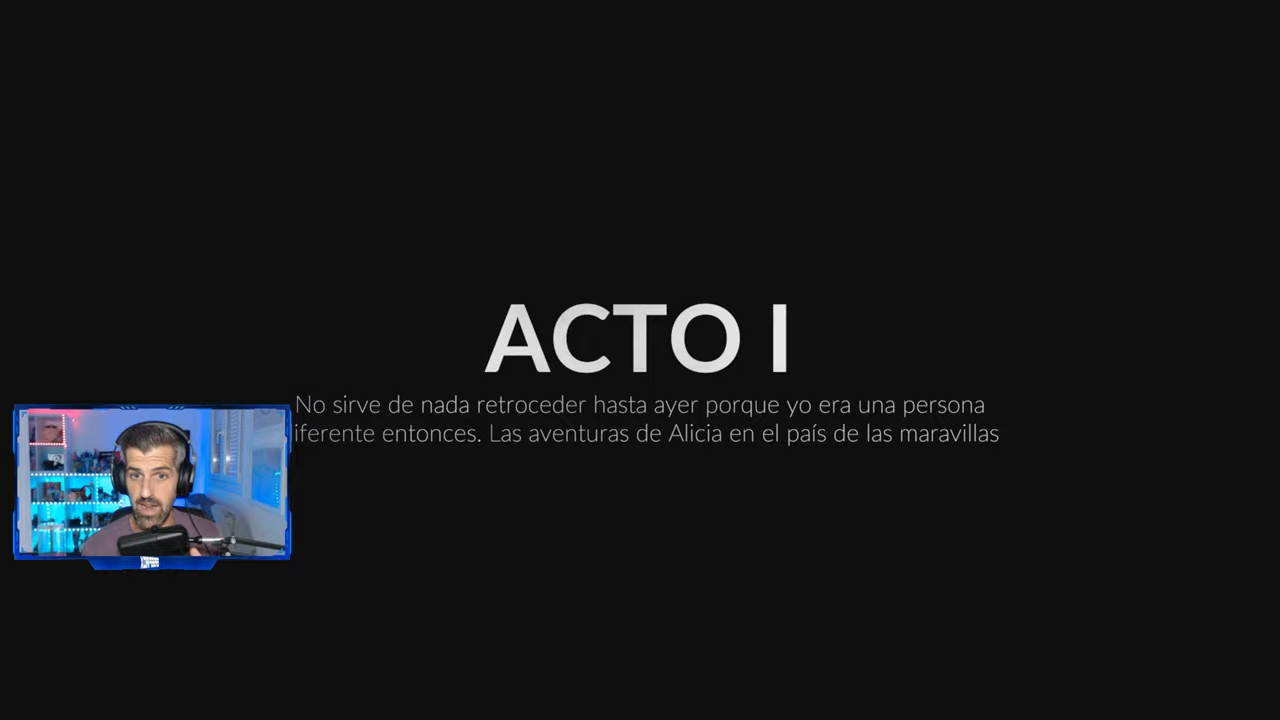 ACTO I
No sirve de nada retroceder hasta ayer porque yo era una persona
iferente entonces. Las aventuras de Alicia en el país de las maravillas